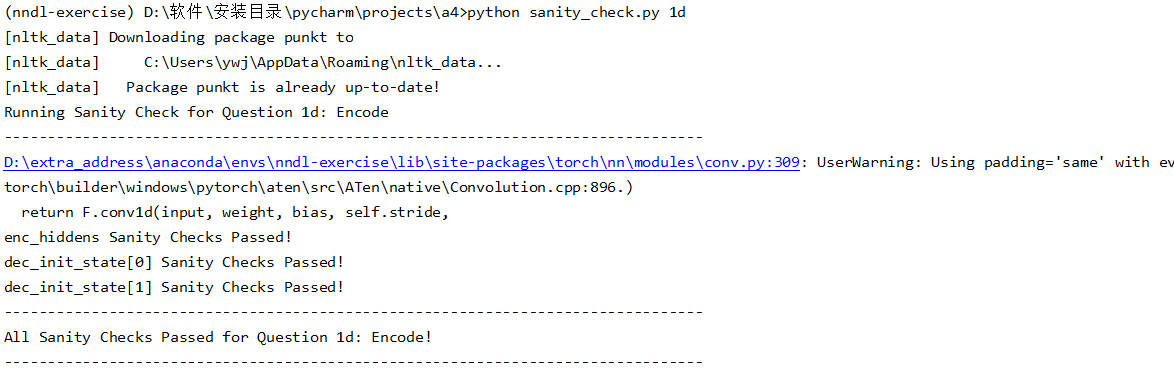 (nndl-exercise) D:\软件\安装目录\pycharm\projects\a4>python sanity_check.py 1d
[nltk_data] Downloading package punkt to
[nltk_data]     C:\Users\ywj\AppData\Roaming\nltk_data...
[nltk_data]   Package punkt is already up-to-date!
Running Sanity Check for Question 1d: Encode
--------------------------------------------------------------------------------
D:\extra_address\anaconda\envs\nndl-exercise\lib\site-packages\torch\nn\modules\conv.py:309: UserWarning: Using padding='same' with ev
torch\builder\windows\pytorch\aten\src\ATen\native\Convolution.cpp:896.)
  return F.conv1d(input, weight, bias, self.stride,
enc_hiddens Sanity Checks Passed!
dec_init_state[0] Sanity Checks Passed!
dec_init_state[1] Sanity Checks Passed!
--------------------------------------------------------------------------------
All Sanity Checks Passed for Question 1d: Encode!
--------------------------------------------------------------------------------